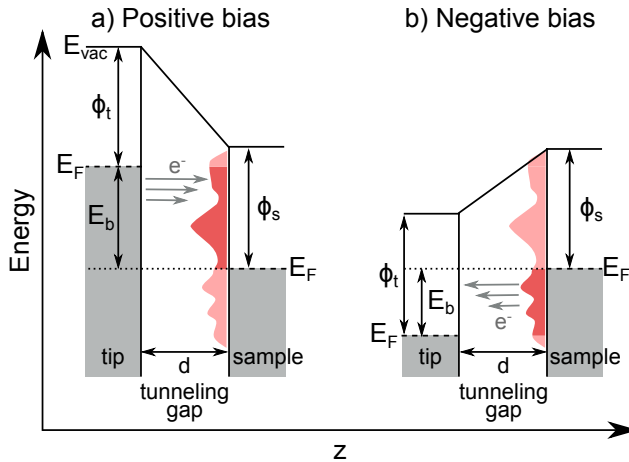 a) Positive bias
b) Negative bias
E_vac
ϕ_t
E_F
e⁻
E_b
ϕ_s
E_F
tip
d
sample
tunneling
gap
ϕ_t
e⁻
E_b
ϕ_s
E_F
E_F
tip
d
sample
tunneling
gap
Energy
z